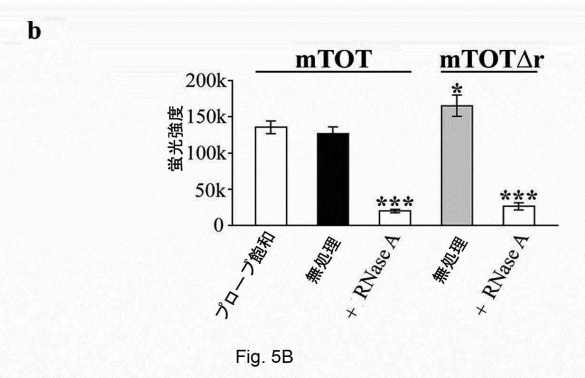 b
mTOT mTOTΔr
200k
150k
100k
50k
0
蛍光強度
*
***
***
プローブ飽和
無処理
+ RNase A
無処理
+ RNase A
Fig. 5B